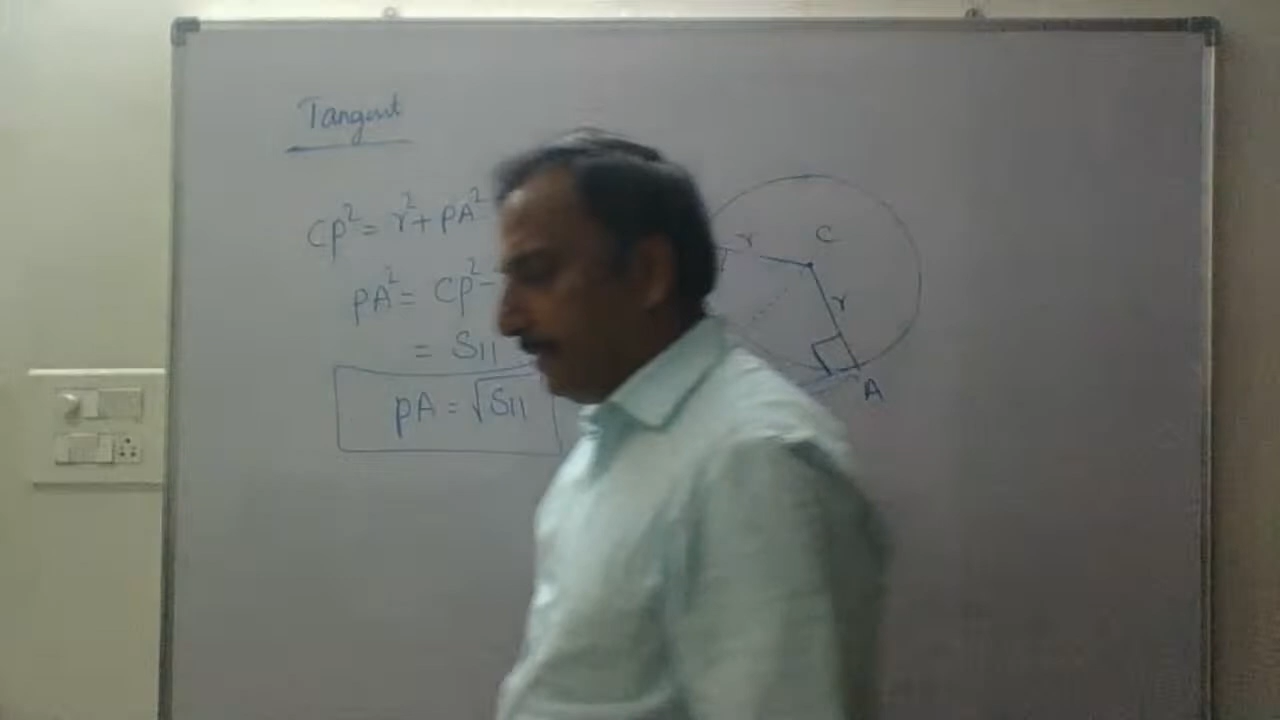 Tangent
CP² = r² + PA²
PA² = CP² -
= S₁₁
PA = √S₁₁
r
C
r
A